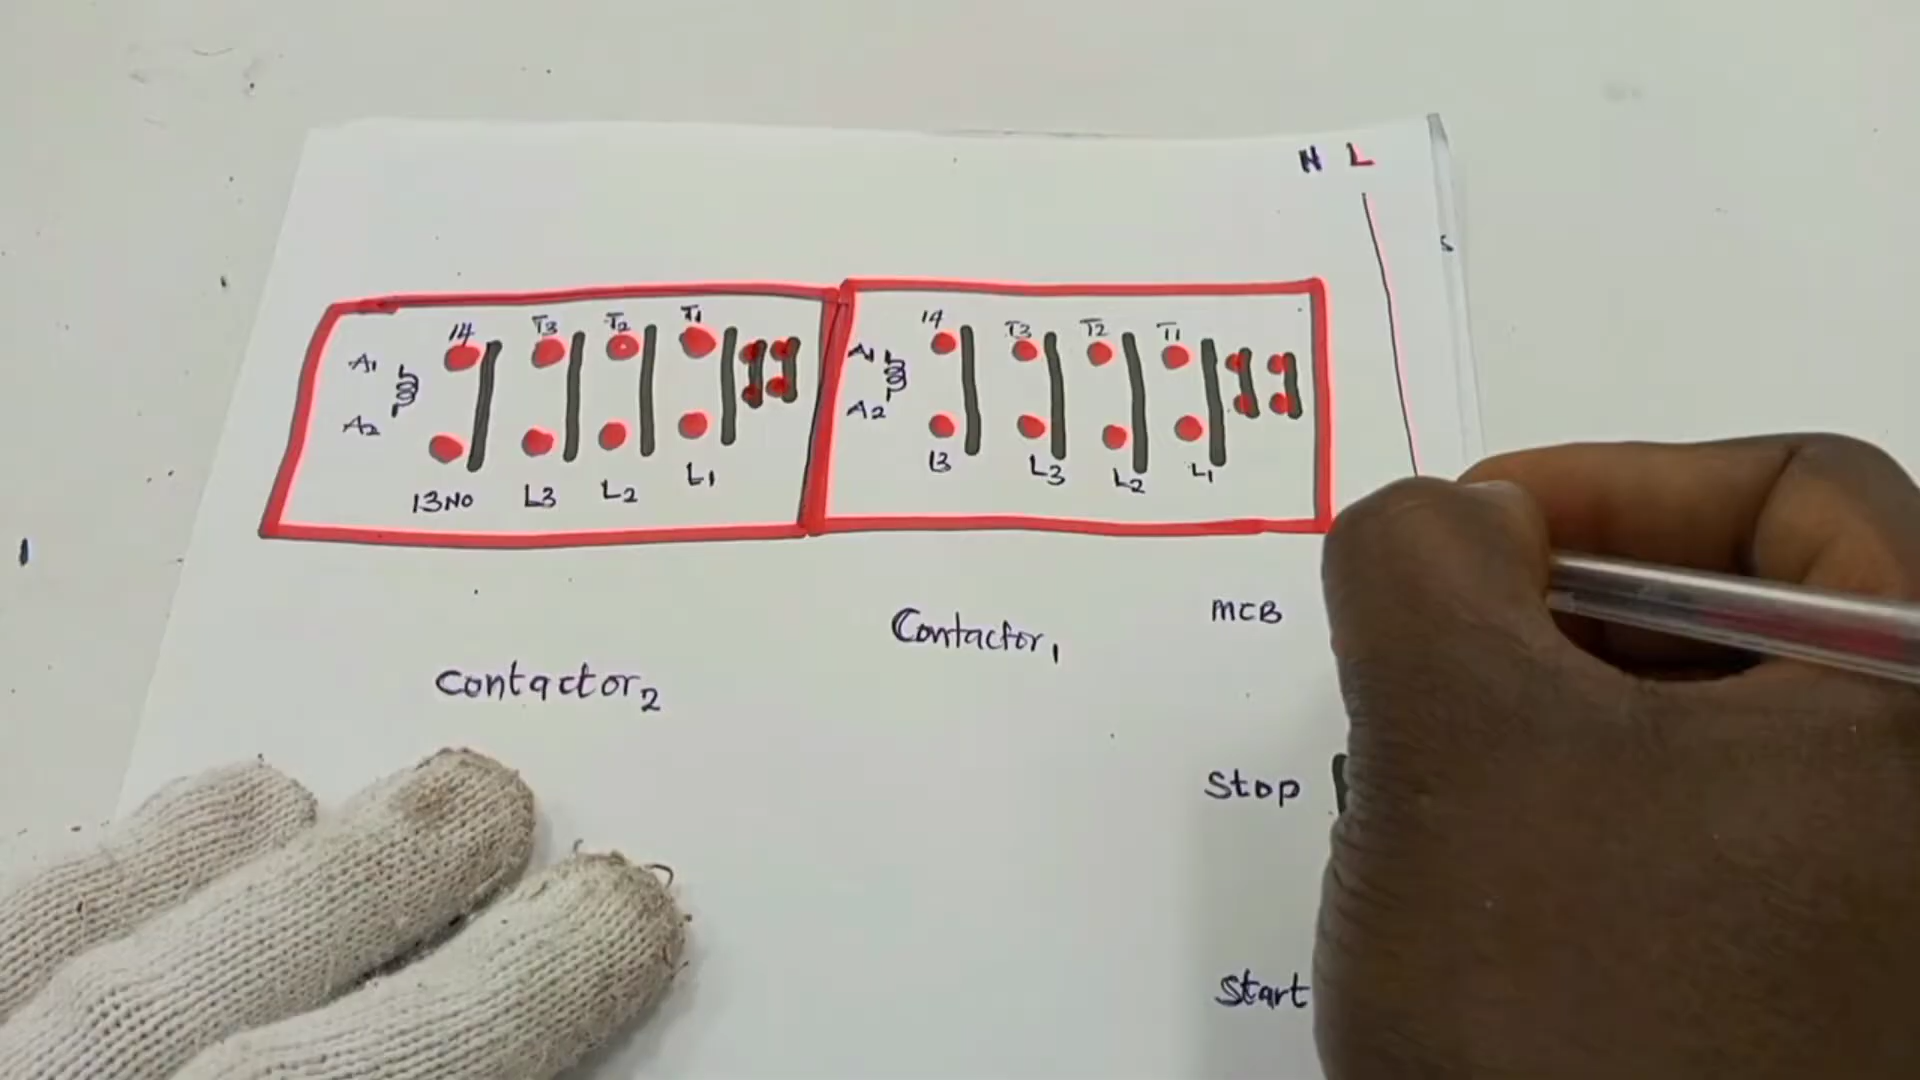 N L
14 T3 T2 T1
A1
A2
13NO L3 L2 L1
14 T3 T2 T1
A1
A2
13 L3 L2 L1
Contactor1
MCB
Contactor2
Stop
Start